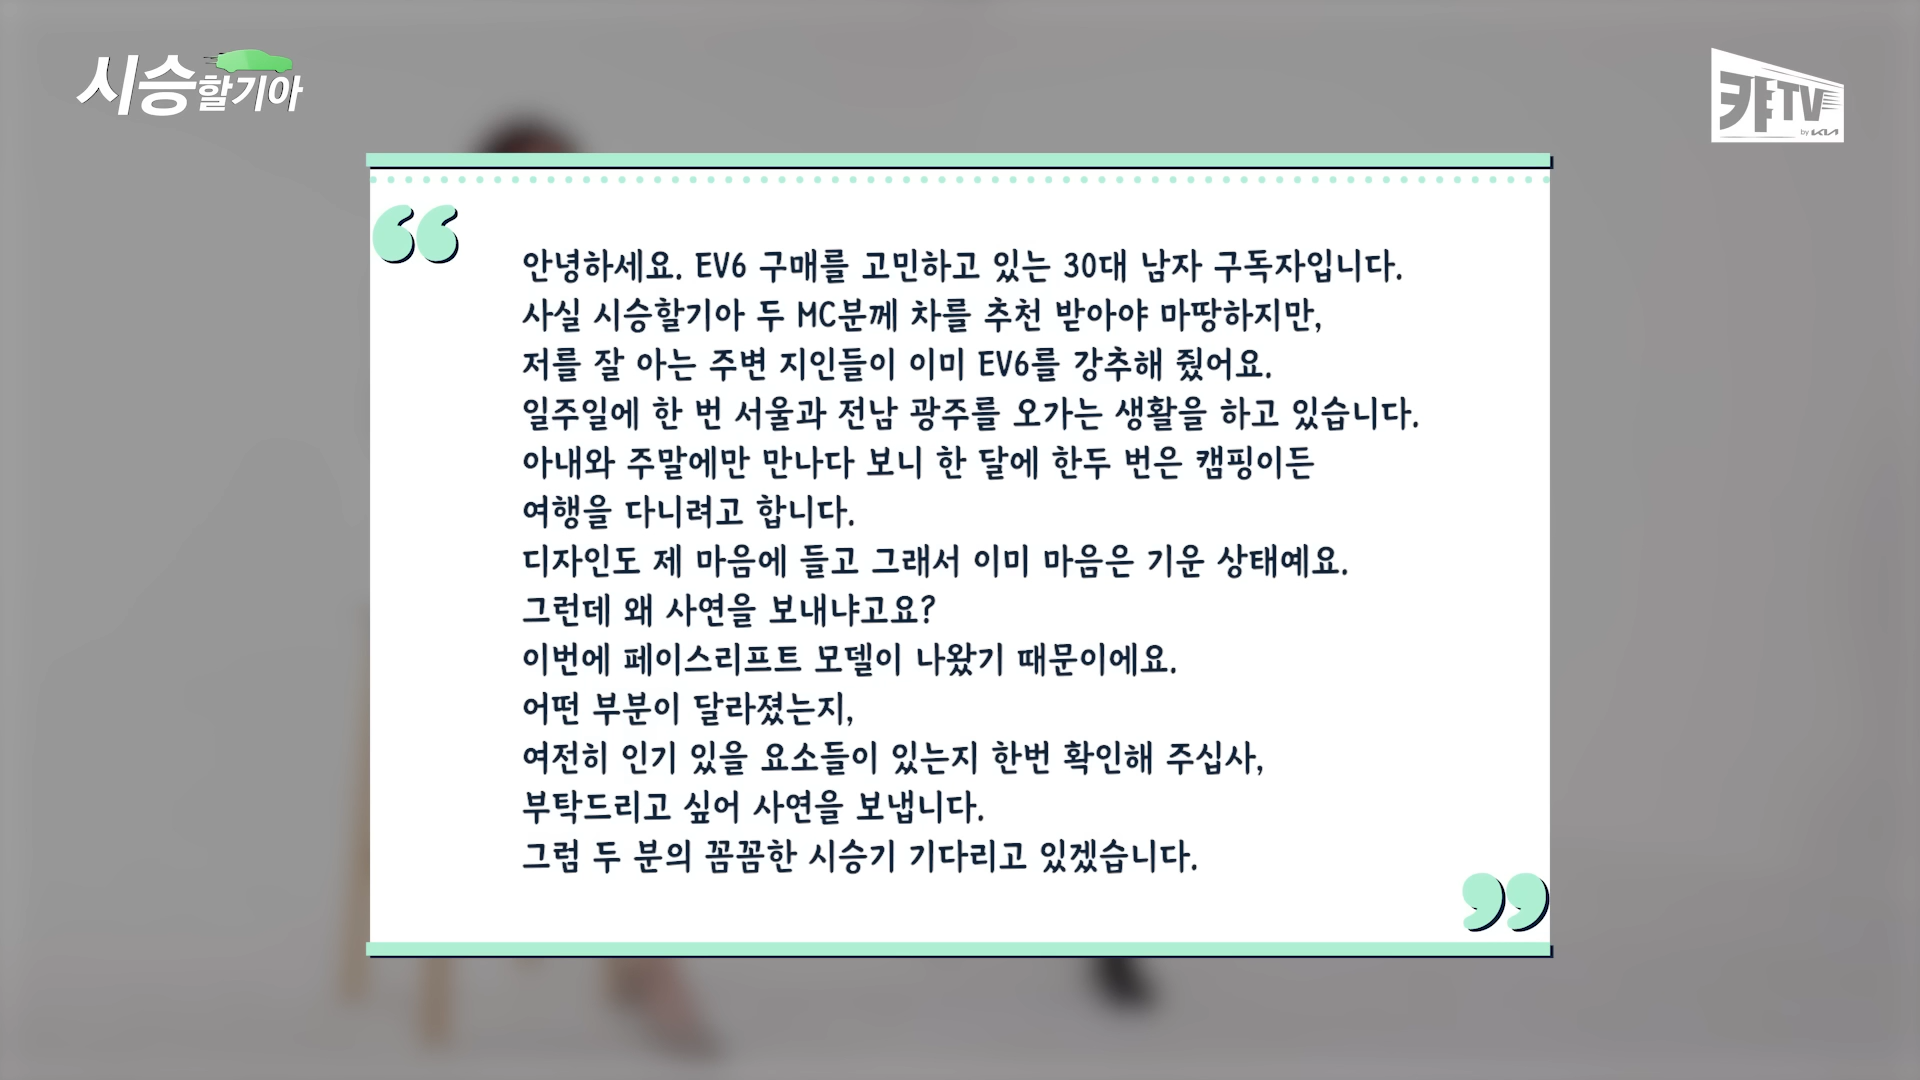 시승할기아
캬TV
by KIA
안녕하세요. EV6 구매를 고민하고 있는 30대 남자 구독자입니다.
사실 시승할기아 두 MC분께 차를 추천 받아야 마땅하지만,
저를 잘 아는 주변 지인들이 이미 EV6를 강추해 줬어요.
일주일에 한 번 서울과 전남 광주를 오가는 생활을 하고 있습니다.
아내와 주말에만 만나다 보니 한 달에 한두 번은 캠핑이든
여행을 다니려고 합니다.
디자인도 제 마음에 들고 그래서 이미 마음은 기운 상태예요.
그런데 왜 사연을 보내냐고요?
이번에 페이스리프트 모델이 나왔기 때문이에요.
어떤 부분이 달라졌는지,
여전히 인기 있을 요소들이 있는지 한번 확인해 주십사,
부탁드리고 싶어 사연을 보냅니다.
그럼 두 분의 꼼꼼한 시승기 기다리고 있겠습니다.